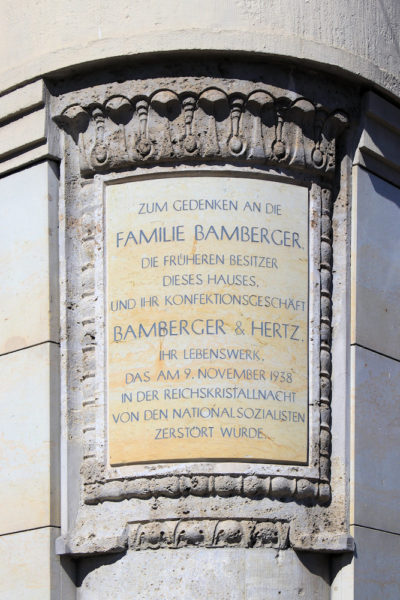 ZUM GEDENKEN AN DIE
FAMILIE BAMBERGER.
DIE FRÜHEREN BESITZER
DIESES HAUSES,
UND IHR KONFEKTIONSGESCHÄFT
BAMBERGER & HERTZ.
IHR LEBENSWERK,
DAS AM 9. NOVEMBER 1938
IN DER REICHSKRISTALLNACHT
VON DEN NATIONALSOZIALISTEN
ZERSTÖRT WURDE.